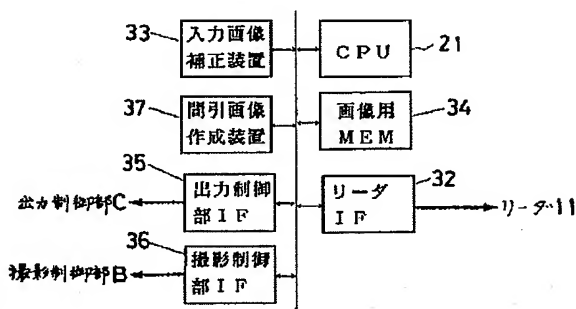 33
入力画像
補正装置
CPU
21
37
間引画像
作成装置
画像用
MEM
34
35
出力制御部C
出力制御
部IF
32
リーダ
IF
リーダ11
36
撮影制御部B
撮影制御
部IF